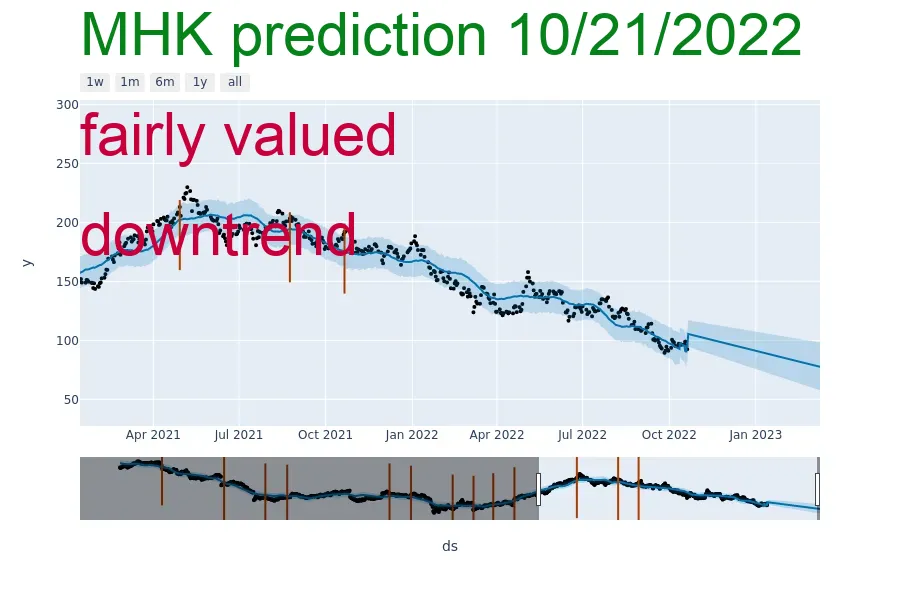 MHK prediction 10/21/2022
1w 1m 6m 1y all
300
fairly valued
250
200
downtrend
y
150
100
50
Apr 2021 Jul 2021 Oct 2021 Jan 2022 Apr 2022 Jul 2022 Oct 2022 Jan 2023
ds